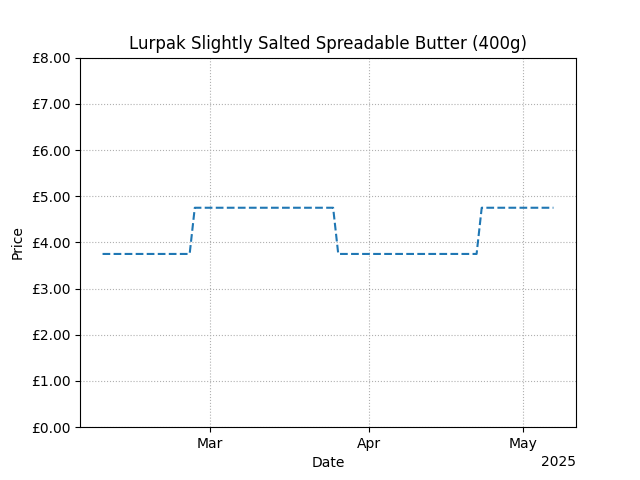 Lurpak Slightly Salted Spreadable Butter (400g)
£8.00
£7.00
£6.00
£5.00
£4.00
£3.00
£2.00
£1.00
£0.00
Price
Mar Apr May
Date
2025